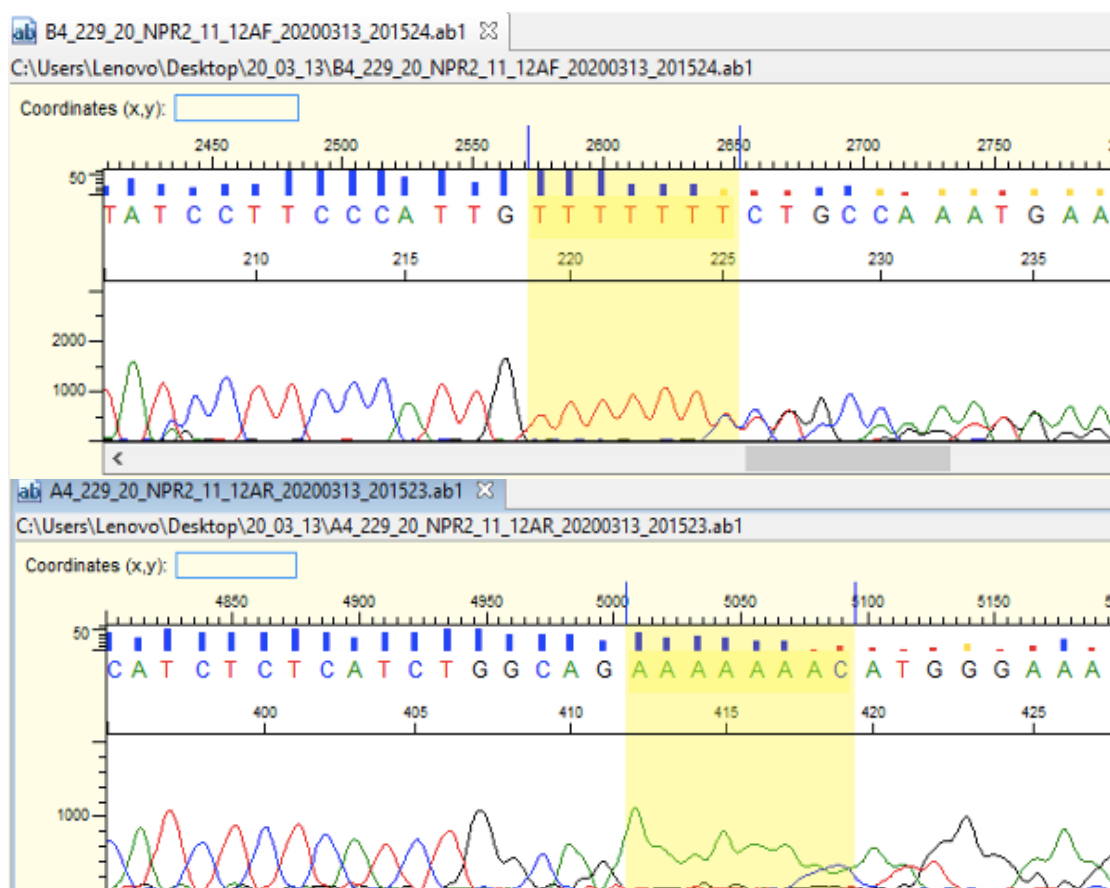 B4_229_20_NPR2_11_12AF_20200313_201524.ab1
C:\Users\Lenovo\Desktop\20_03_13\B4_229_20_NPR2_11_12AF_20200313_201524.ab1
Coordinates (x,y):
2450 2500 2550 2600 2650 2700 2750
50
T A T C C T T C C C A T T G T T T T T T T C T G C C A A A T G A A
210 215 220 225 230 235
2000
1000
<
A4_229_20_NPR2_11_12AR_20200313_201523.ab1
C:\Users\Lenovo\Desktop\20_03_13\A4_229_20_NPR2_11_12AR_20200313_201523.ab1
Coordinates (x,y):
4850 4900 4950 5000 5050 5100 5150
50
C A T C T C T C A T C T G G C A G A A A A A A A C A T G G G A A A
400 405 410 415 420 425
1000